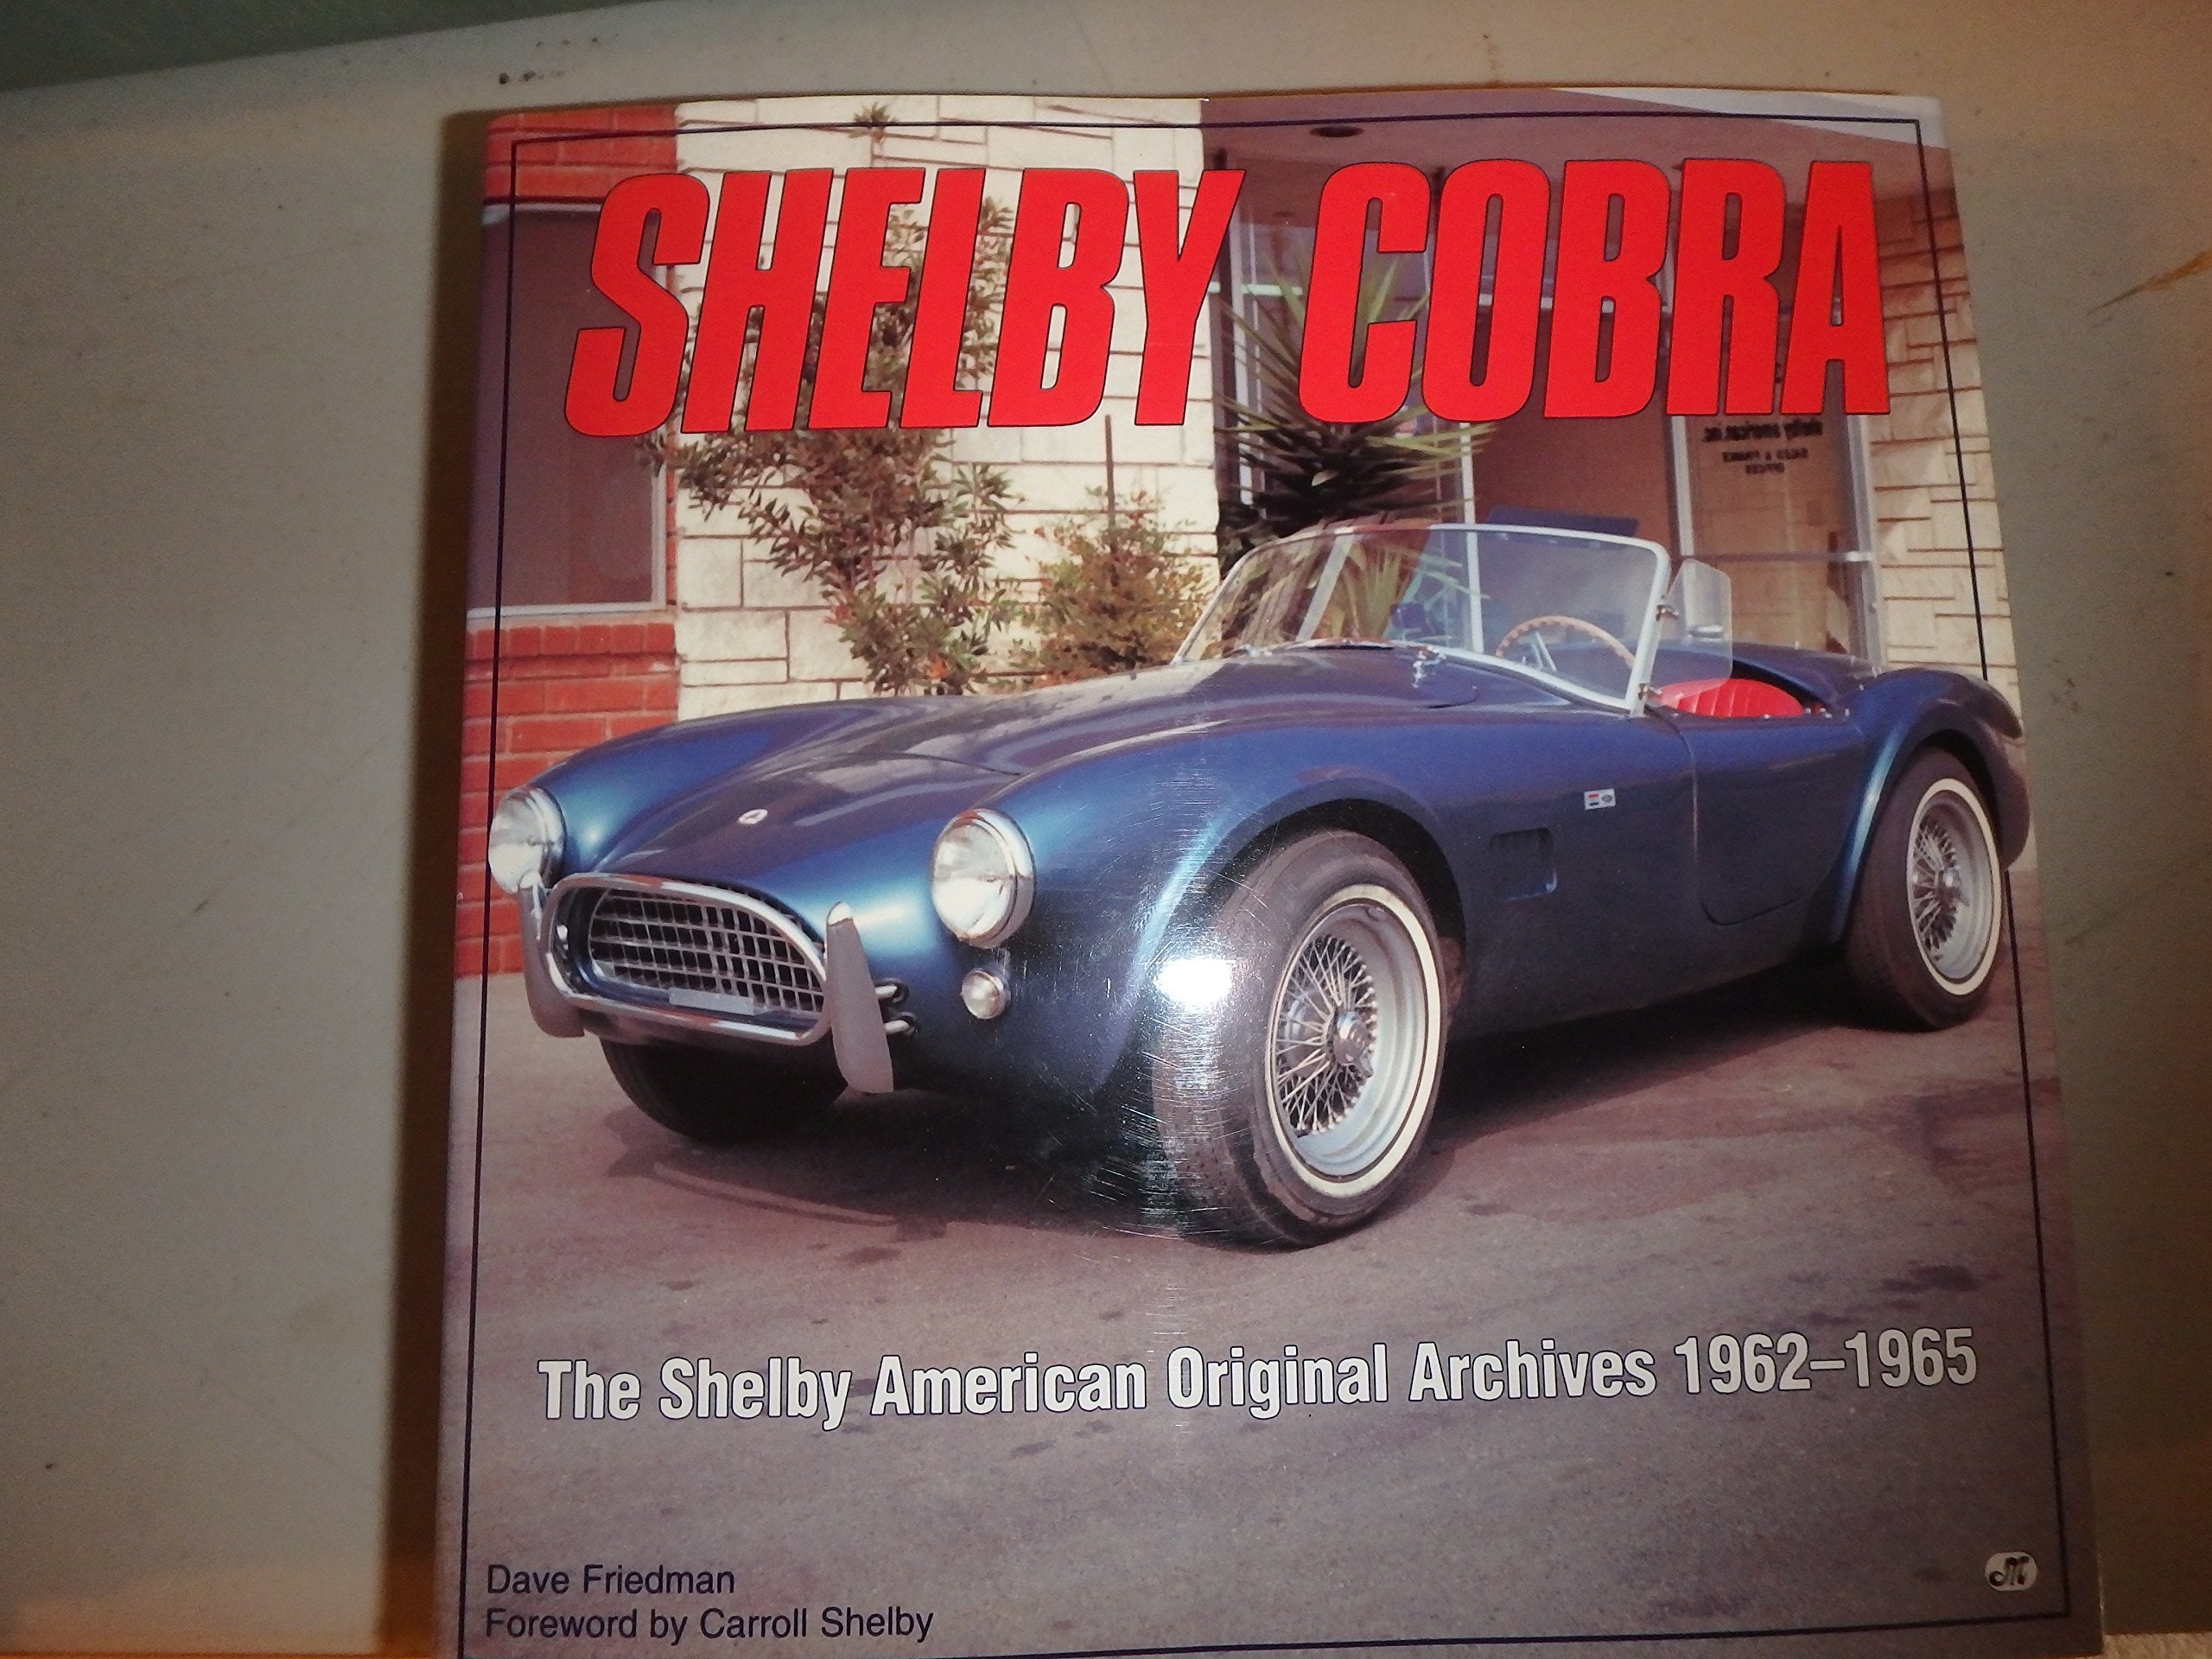 SHELBY COBRA
The Shelby American Original Archives 1962–1965
Dave Friedman
Foreword by Carroll Shelby